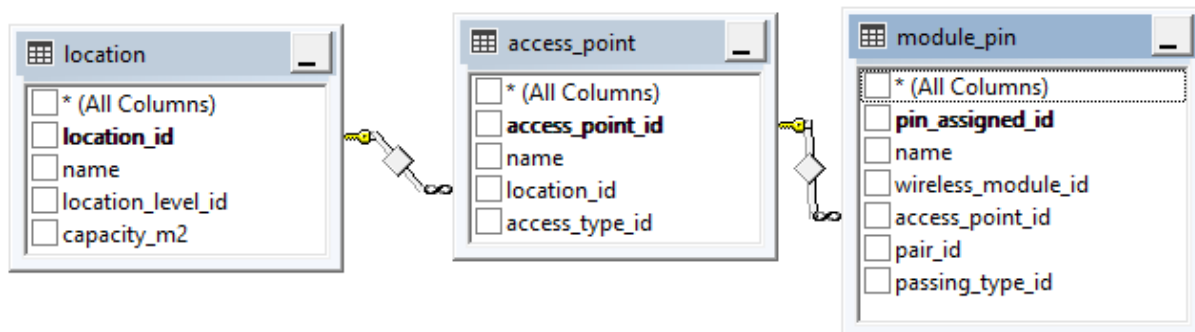 location
* (All Columns)
location_id
name
location_level_id
capacity_m2
access_point
* (All Columns)
access_point_id
name
location_id
access_type_id
module_pin
* (All Columns)
pin_assigned_id
name
wireless_module_id
access_point_id
pair_id
passing_type_id